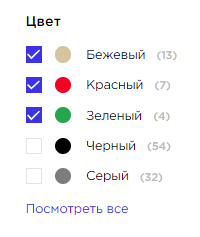 Цвет
Бежевый (13)
Красный (7)
Зеленый (4)
Черный (54)
Серый (32)
Посмотреть все